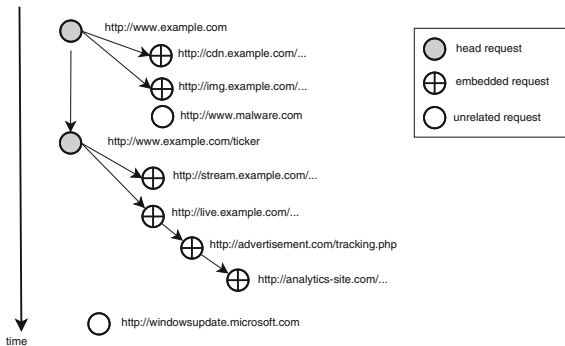 http://www.example.com
http://cdn.example.com/...
http://img.example.com/...
http://www.malware.com
http://www.example.com/ticker
http://stream.example.com/...
http://live.example.com/...
http://advertisement.com/tracking.php
http://analytics-site.com/...
http://windowsupdate.microsoft.com
time
head request
embedded request
unrelated request